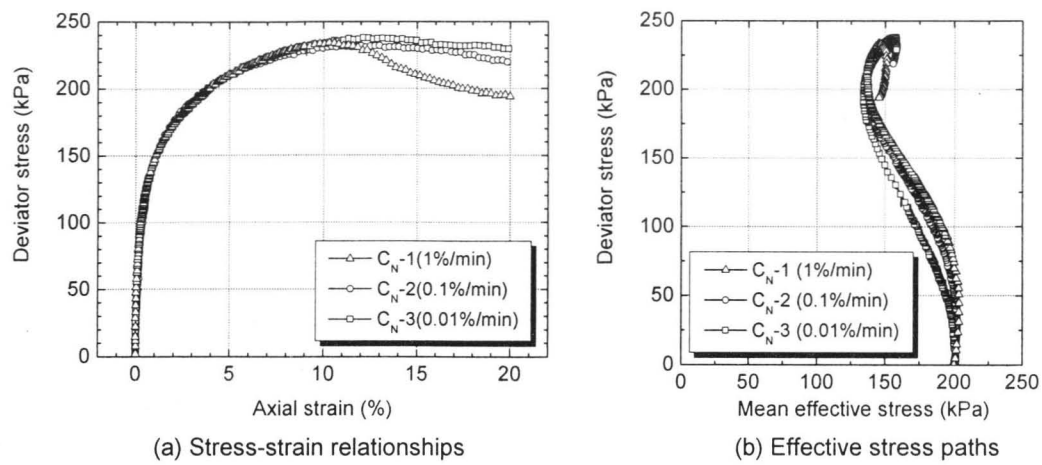 Deviator stress (kPa)
250
200
150
100
50
0
0
5
10
15
20
Axial strain (%)
C_N-1(1%/min)
C_N-2(0.1%/min)
C_N-3(0.01%/min)
(a) Stress-strain relationships
Deviator stress (kPa)
250
200
150
100
50
0
0
50
100
150
200
250
Mean effective stress (kPa)
C_N-1 (1%/min)
C_N-2 (0.1%/min)
C_N-3 (0.01%/min)
(b) Effective stress paths